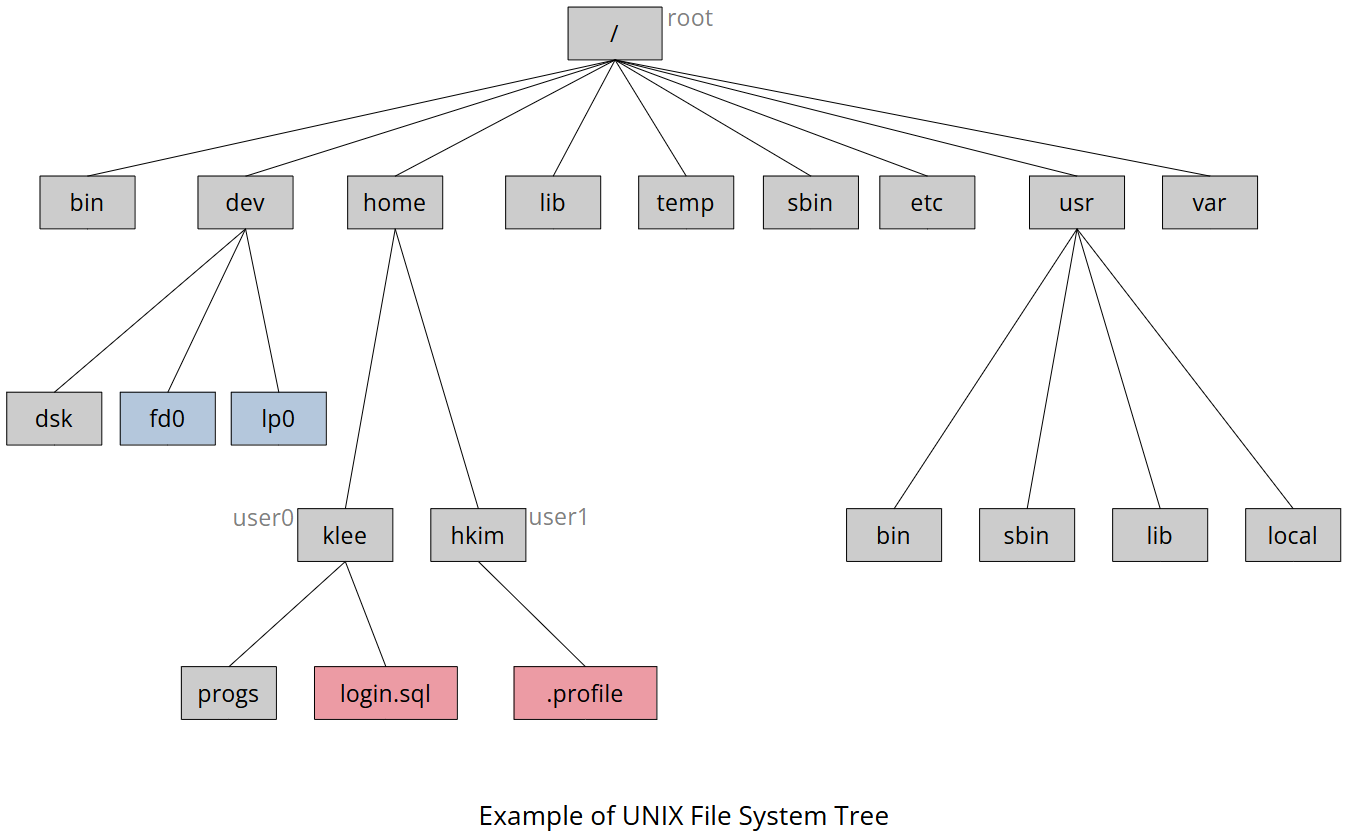 /
root
bin
dev
home
lib
temp
sbin
etc
usr
var
dsk
fd0
lp0
user0
klee
hkim
user1
bin
sbin
lib
local
progs
login.sql
.profile
Example of UNIX File System Tree